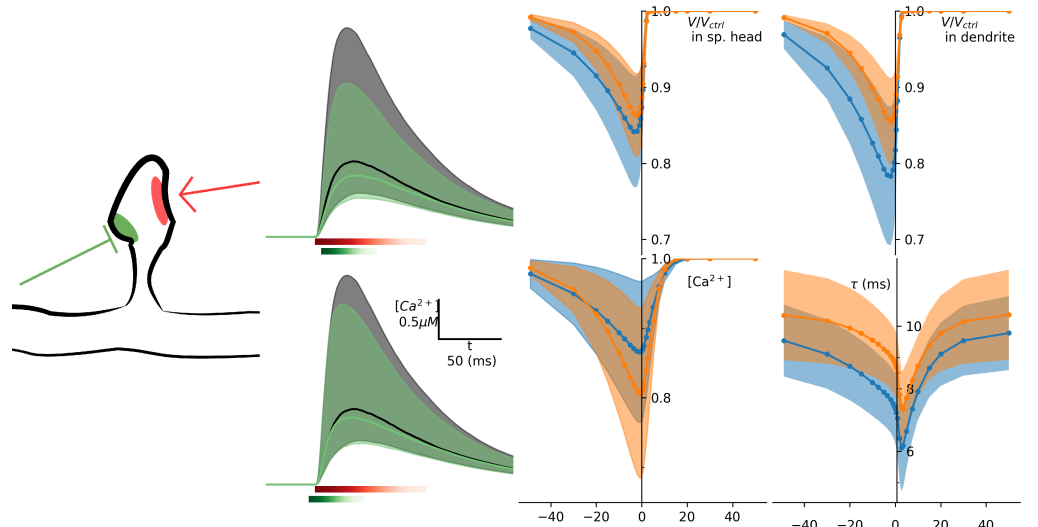 [Ca²⁺]
0.5μM
t
50 (ms)
1.0
0.9
0.8
0.7
V/V_ctrl
in sp. head
1.0
0.9
0.8
0.7
V/V_ctrl
in dendrite
1.0
0.8
[Ca²⁺]
−40 −20 0 20 40
τ (ms)
10
8
6
−40 −20 0 20 40